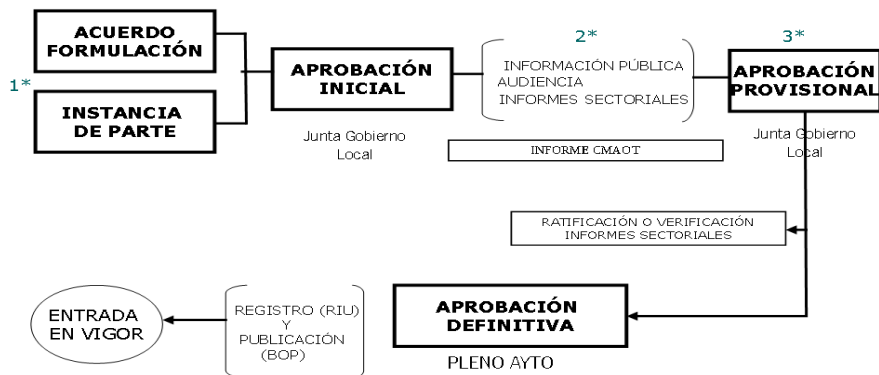 ACUERDO
FORMULACIÓN
1*
INSTANCIA
DE PARTE
APROBACIÓN
INICIAL
Junta Gobierno
Local
2*
INFORMACIÓN PÚBLICA
AUDIENCIA
INFORMES SECTORIALES
INFORME CMAOT
3*
APROBACIÓN
PROVISIONAL
Junta Gobierno
Local
RATIFICACIÓN O VERIFICACIÓN
INFORMES SECTORIALES
APROBACIÓN
DEFINITIVA
PLENO AYTO
REGISTRO (RIU)
Y
PUBLICACIÓN
(BOP)
ENTRADA
EN VIGOR